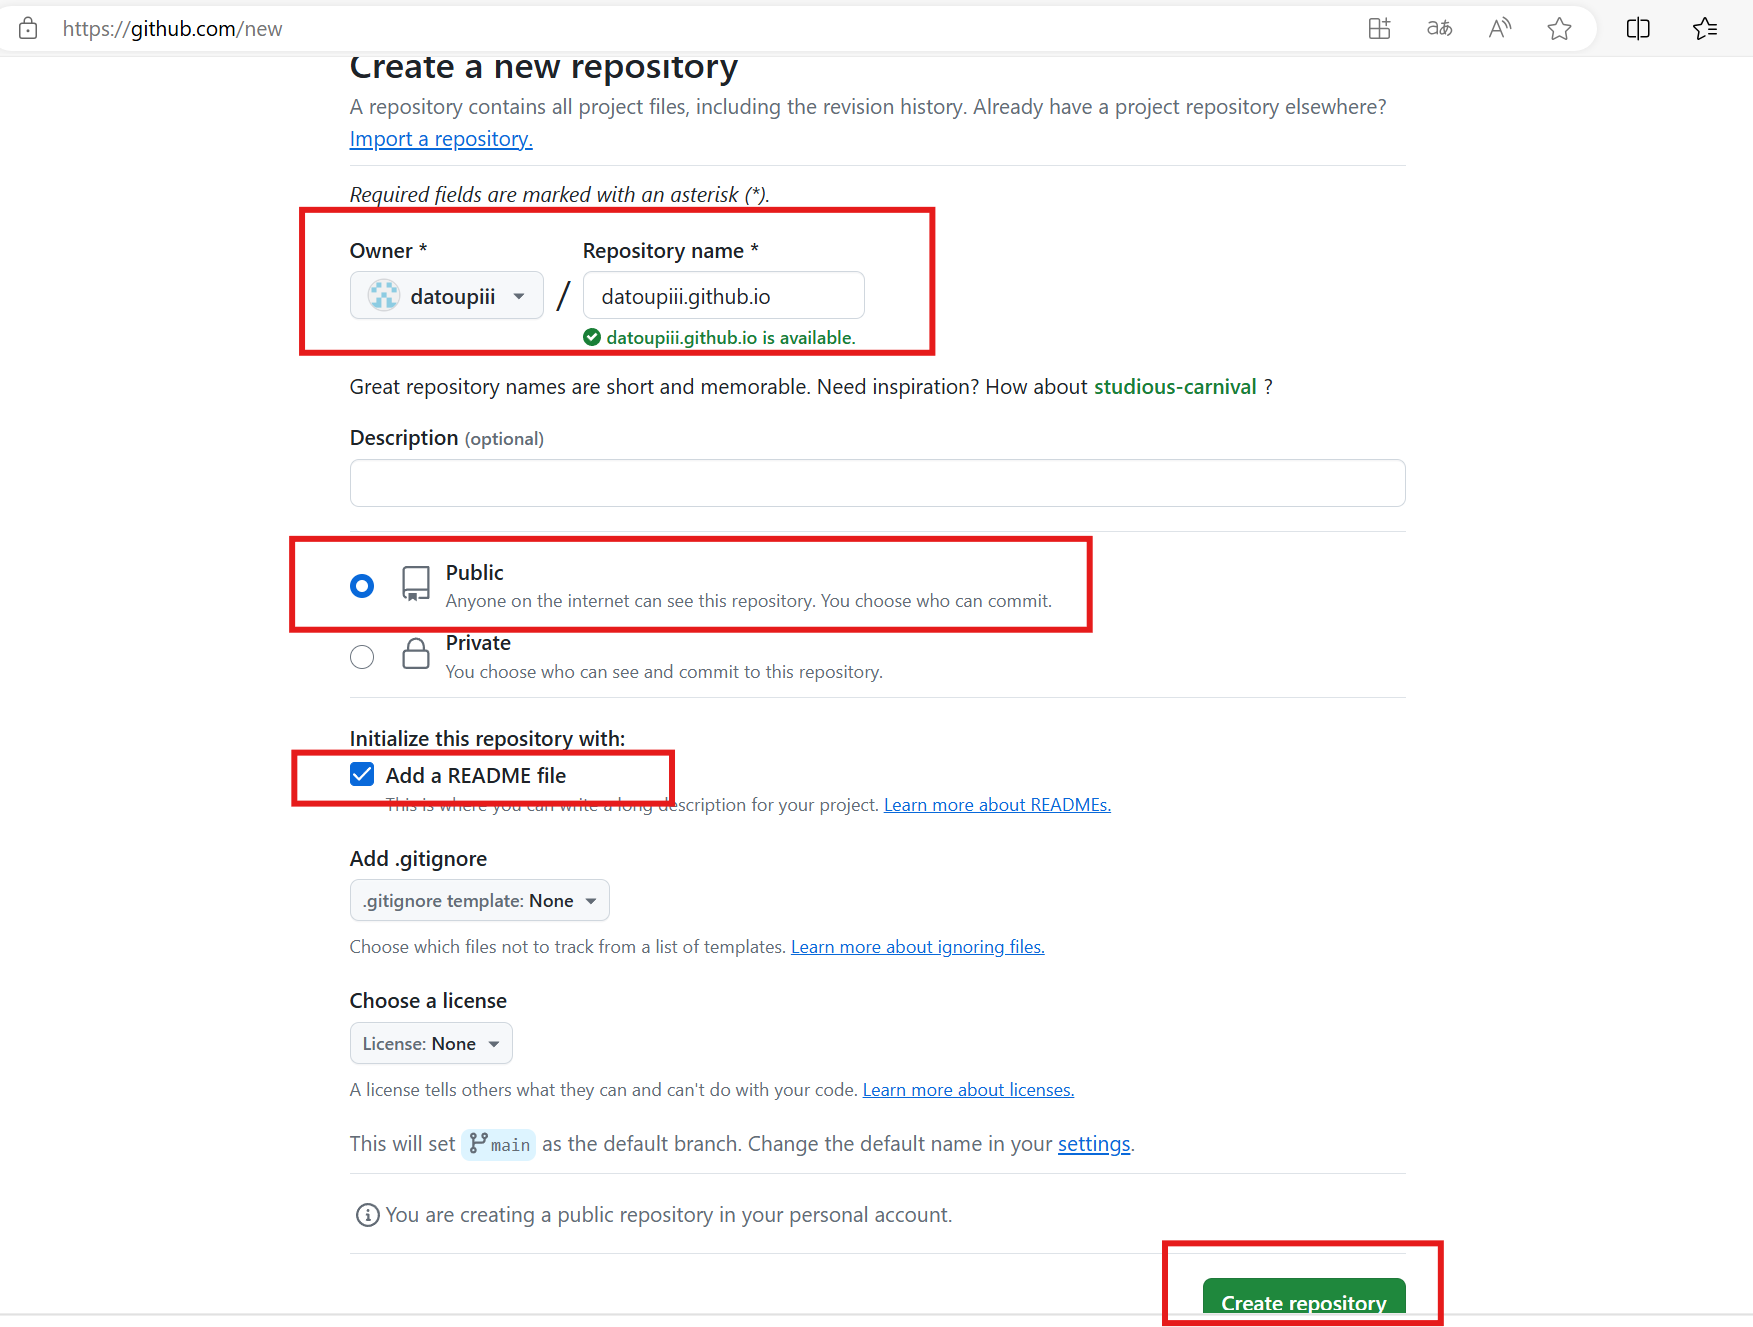 https://github.com/new
aあ
Create a new repository
A repository contains all project files, including the revision history. Already have a project repository elsewhere?
Import a repository.
Required fields are marked with an asterisk (*).
Owner *
Repository name *
datoupiii
/
datoupiii.github.io
datoupiii.github.io is available.
Great repository names are short and memorable. Need inspiration? How about studious-carnival ?
Description (optional)
Public
Anyone on the internet can see this repository. You choose who can commit.
Private
You choose who can see and commit to this repository.
Initialize this repository with:
Add a README file
This is where you can write a long description for your project. Learn more about READMEs.
Add .gitignore
.gitignore template: None
Choose which files not to track from a list of templates. Learn more about ignoring files.
Choose a license
License: None
A license tells others what they can and can't do with your code. Learn more about licenses.
This will set main as the default branch. Change the default name in your settings.
You are creating a public repository in your personal account.
Create repository